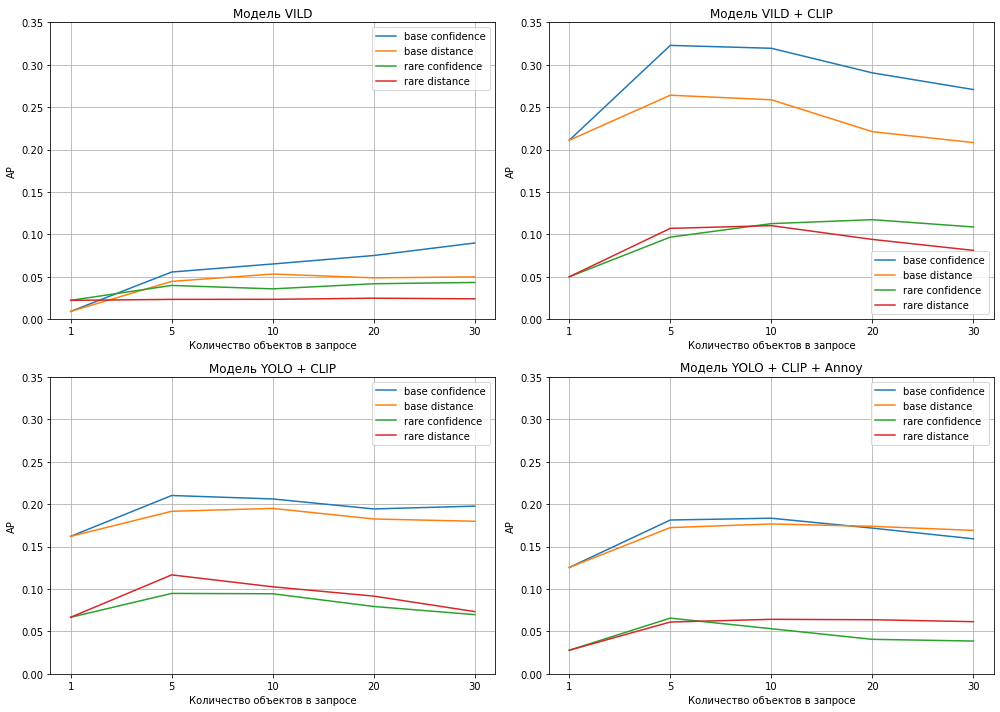 Модель VILD
0.35
0.30
0.25
0.20
0.15
0.10
0.05
0.00
AP
base confidence
base distance
rare confidence
rare distance
1 5 10 20 30
Количество объектов в запросе
Модель VILD + CLIP
0.35
0.30
0.25
0.20
0.15
0.10
0.05
0.00
AP
base confidence
base distance
rare confidence
rare distance
1 5 10 20 30
Количество объектов в запросе
Модель YOLO + CLIP
0.35
0.30
0.25
0.20
0.15
0.10
0.05
0.00
AP
base confidence
base distance
rare confidence
rare distance
1 5 10 20 30
Количество объектов в запросе
Модель YOLO + CLIP + Annoy
0.35
0.30
0.25
0.20
0.15
0.10
0.05
0.00
AP
base confidence
base distance
rare confidence
rare distance
1 5 10 20 30
Количество объектов в запросе